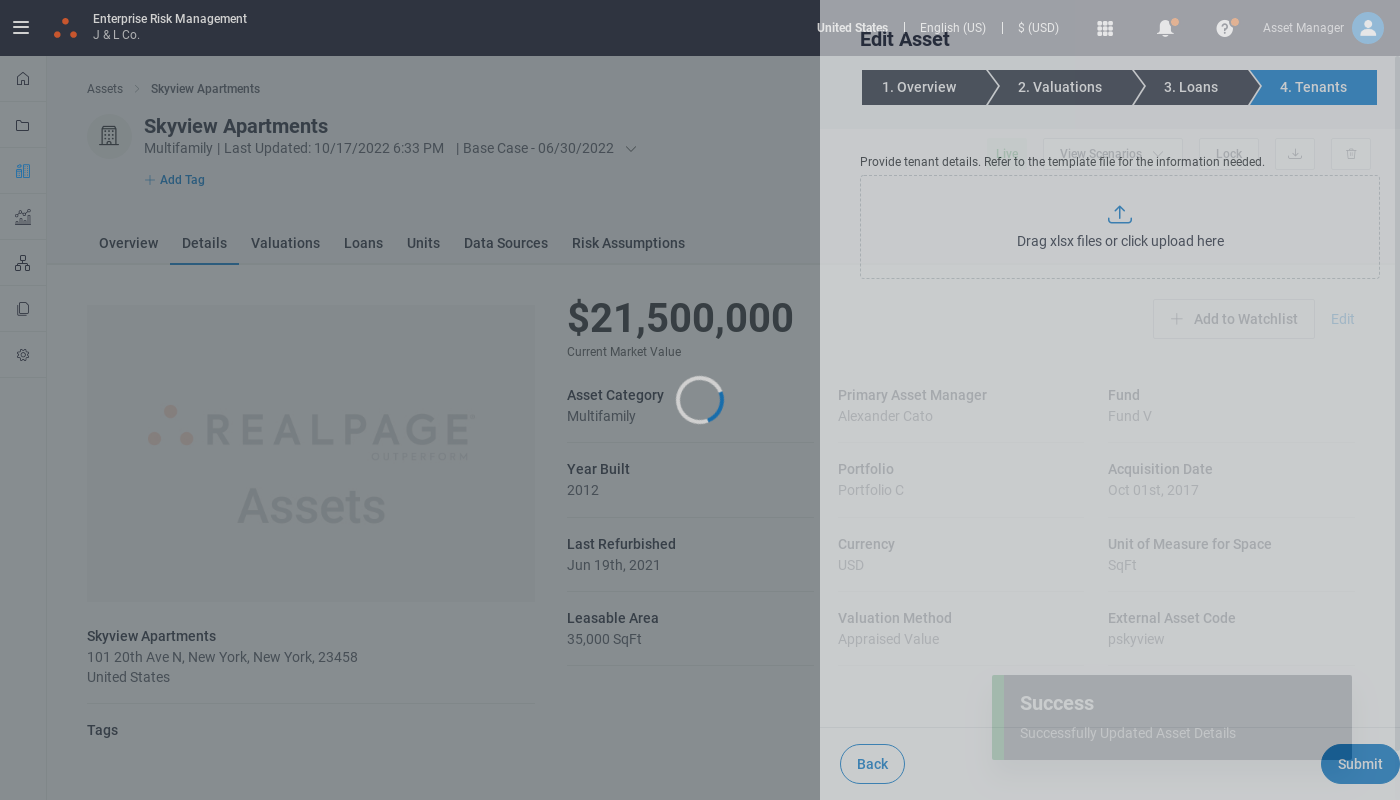 Enterprise Risk Management
J & L Co.
United States | English (US) | $ (USD)
Asset Manager
Edit Asset
1. Overview
2. Valuations
3. Loans
4. Tenants
Assets
Skyview Apartments
Skyview Apartments
Multifamily | Last Updated: 10/17/2022 6:33 PM | Base Case - 06/30/2022
Add Tag
Live
View Scenarios
Lock
Provide tenant details. Refer to the template file for the information needed.
Drag xlsx files or click upload here
Overview
Details
Valuations
Loans
Units
Data Sources
Risk Assumptions
Add to Watchlist
Edit
REALPAGE
OUTPERFORM
Assets
$21,500,000
Current Market Value
Asset Category
Multifamily
Primary Asset Manager
Alexander Cato
Fund
Fund V
Year Built
2012
Portfolio
Portfolio C
Acquisition Date
Oct 01st, 2017
Last Refurbished
Jun 19th, 2021
Currency
USD
Unit of Measure for Space
SqFt
Leasable Area
35,000 SqFt
Valuation Method
Appraised Value
External Asset Code
pskyview
Skyview Apartments
101 20th Ave N, New York, New York, 23458
United States
Tags
Success
Successfully Updated Asset Details
Back
Submit